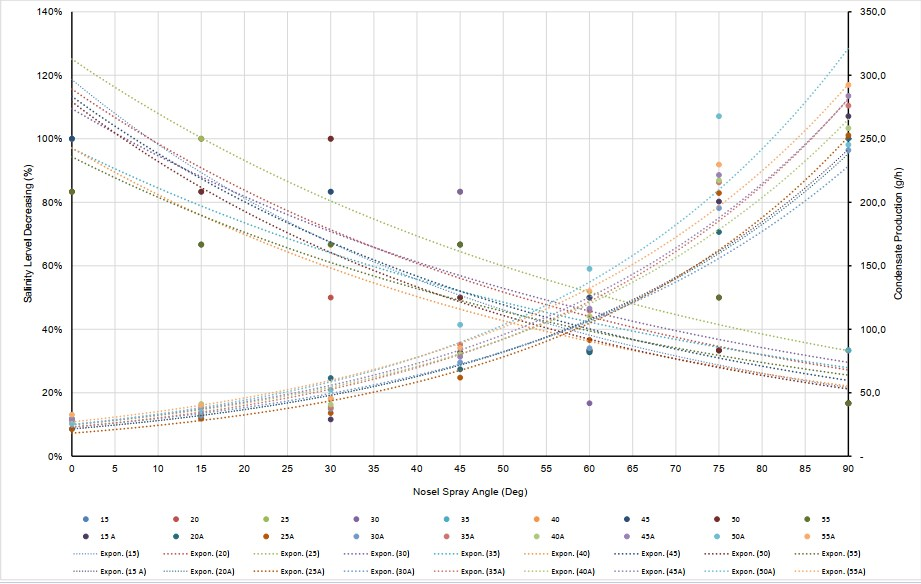 140% 350,0
120% 300,0
100% 250,0
80% 200,0
60% 150,0
40% 100,0
20% 50,0
0% -
Salinity Lervel Decreasing (%)
Condensate Production (g/h)
0 5 10 15 20 25 30 35 40 45 50 55 60 65 70 75 80 85 90
Nosel Spray Angle (Deg)
15 20 25 30 35 40 45 50 55
15 A 20A 25A 30A 35A 40A 45A 50A 55A
Expon. (15) Expon. (20) Expon. (25) Expon. (30) Expon. (35) Expon. (40) Expon. (45) Expon. (50) Expon. (55)
Expon. (15 A) Expon. (20A) Expon. (25A) Expon. (30A) Expon. (35A) Expon. (40A) Expon. (45A) Expon. (50A) Expon. (55A)